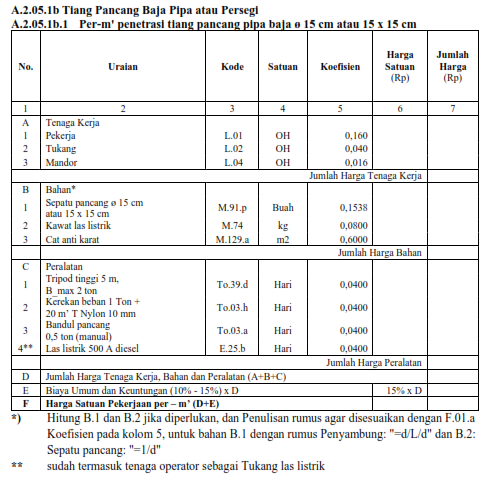 A.2.05.1b Tiang Pancang Baja Pipa atau Persegi
A.2.05.1b.1 Per-m' penetrasi tiang pancang pipa baja ø 15 cm atau 15 x 15 cm
No. Uraian Kode Satuan Koefisien Harga Satuan (Rp) Jumlah Harga (Rp)
1 2 3 4 5 6 7
A Tenaga Kerja
1 Pekerja L.01 OH 0,160
2 Tukang L.02 OH 0,040
3 Mandor L.04 OH 0,016
Jumlah Harga Tenaga Kerja
B Bahan*
1 Sepatu pancang ø 15 cm atau 15 x 15 cm M.91.p Buah 0,1538
2 Kawat las listrik M.74 kg 0,0800
3 Cat anti karat M.129.a m2 0,6000
Jumlah Harga Bahan
C Peralatan
1 Tripod tinggi 5 m, B_max 2 ton To.39.d Hari 0,0400
2 Kerekan beban 1 Ton + 20 m' T Nylon 10 mm To.03.h Hari 0,0400
3 Bandul pancang 0,5 ton (manual) To.03.a Hari 0,0400
4** Las listrik 500 A diesel E.25.b Hari 0,0400
Jumlah Harga Peralatan
D Jumlah Harga Tenaga Kerja, Bahan dan Peralatan (A+B+C)
E Biaya Umum dan Keuntungan (10% - 15%) x D 15% x D
F Harga Satuan Pekerjaan per – m' (D+E)
*) Hitung B.1 dan B.2 jika diperlukan, dan Penulisan rumus agar disesuaikan dengan F.01.a
Koefisien pada kolom 5, untuk bahan B.1 dengan rumus Penyambung: "=d/L/d" dan B.2:
Sepatu pancang: "=1/d"
** sudah termasuk tenaga operator sebagai Tukang las listrik